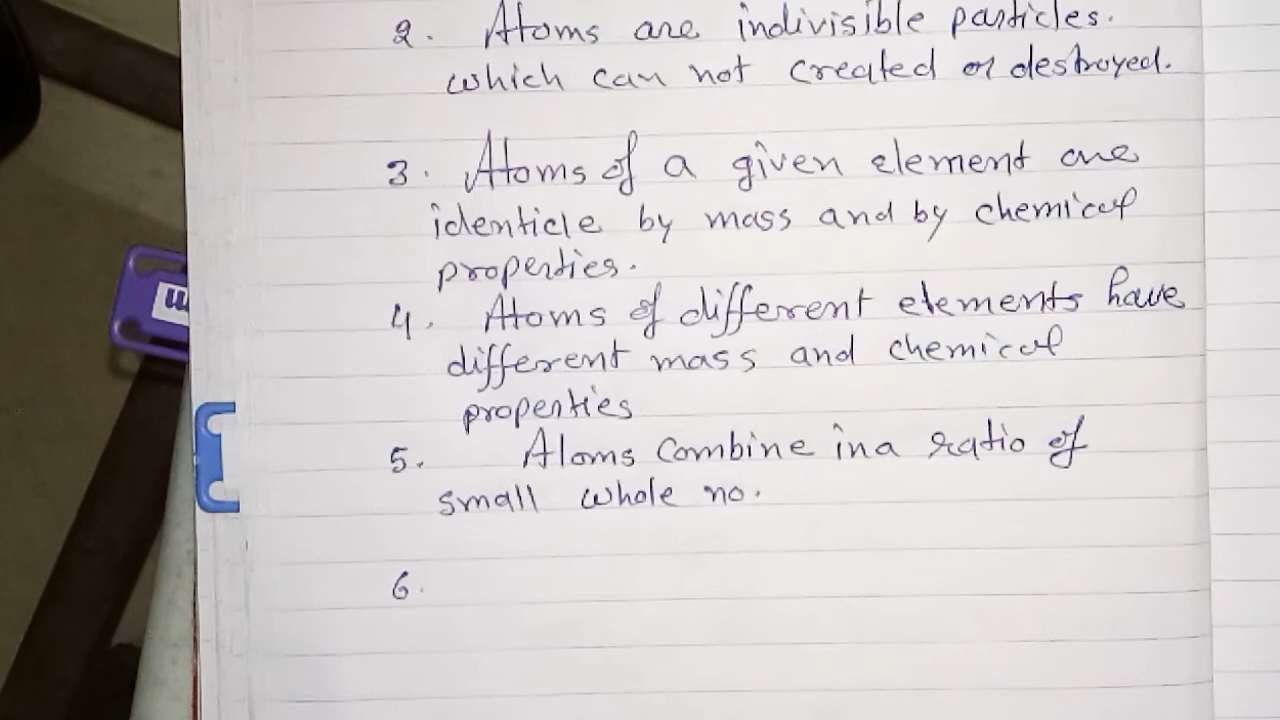 2. Atoms are indivisible particles.
which can not created or destroyed.
3. Atoms of a given element are
identicle by mass and by chemical
properties.
4. Atoms of different elements have
different mass and chemical
properties
5. Atoms combine in a ratio of
small whole no.
6.